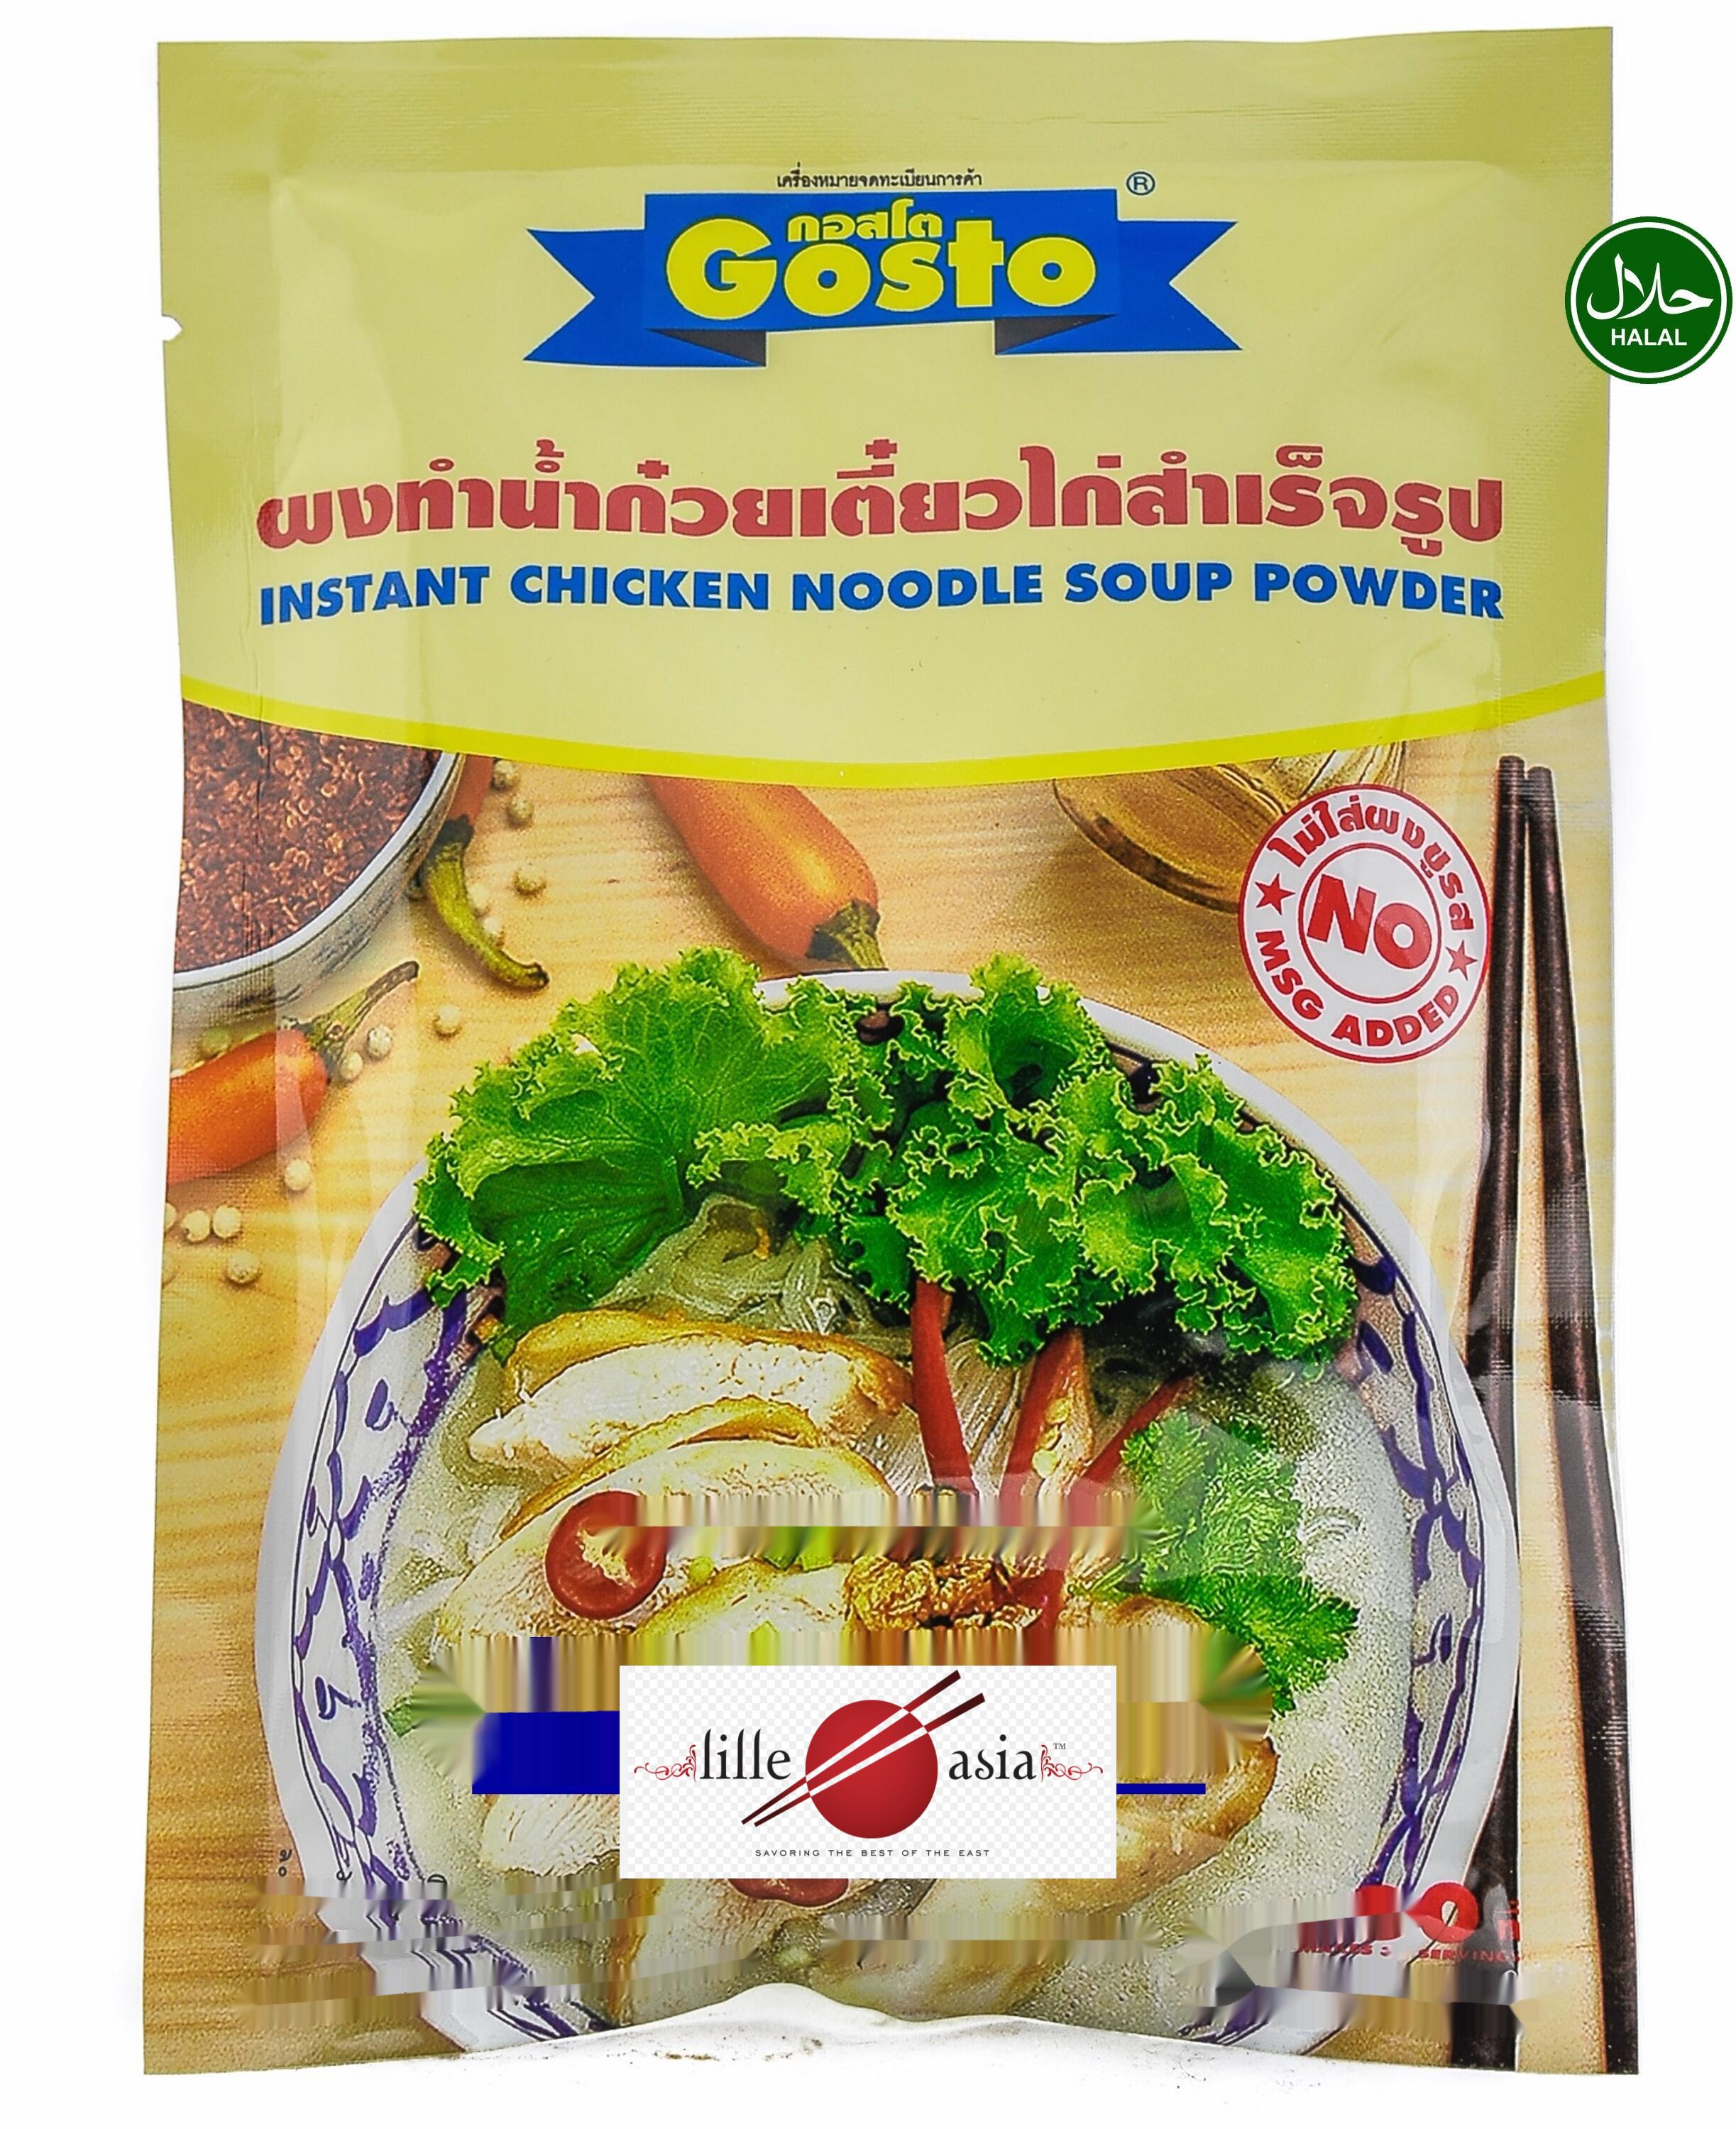 เครื่องหมายจดทะเบียนการค้า
®
กอสโต
Gosto
حلال
HALAL
ผงทำน้ำก๋วยเตี๋ยวไก่สำเร็จรูป
INSTANT CHICKEN NOODLE SOUP POWDER
ไม่ใส่ผงชูรส
NO
MSG ADDED
lille asia ™
SAVORING THE BEST OF THE EAST